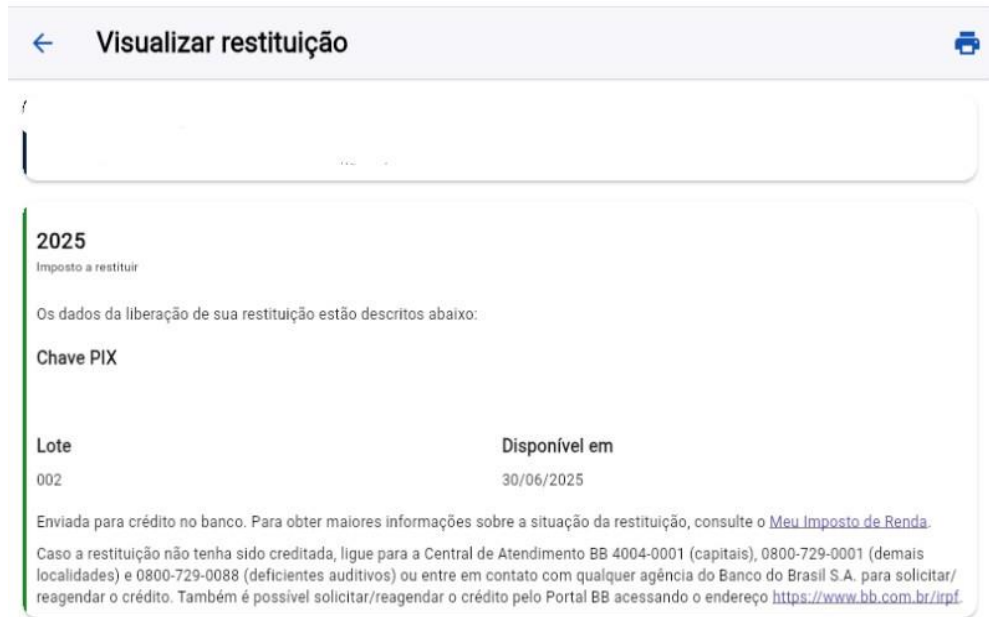 Visualizar restituição
2025
Imposto a restituir
Os dados da liberação de sua restituição estão descritos abaixo:
Chave PIX
Lote
Disponível em
002
30/06/2025
Enviada para crédito no banco. Para obter maiores informações sobre a situação da restituição, consulte o Meu Imposto de Renda.
Caso a restituição não tenha sido creditada, ligue para a Central de Atendimento BB 4004-0001 (capitais), 0800-729-0001 (demais
localidades) e 0800-729-0088 (deficientes auditivos) ou entre em contato com qualquer agência do Banco do Brasil S.A. para solicitar/
reagendar o crédito. Também é possível solicitar/reagendar o crédito pelo Portal BB acessando o endereço https://www.bb.com.br/irpf.